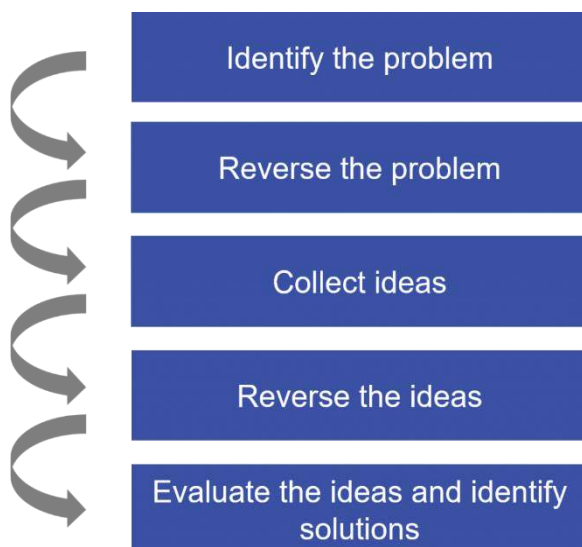 Identify the problem
Reverse the problem
Collect ideas
Reverse the ideas
Evaluate the ideas and identify
solutions